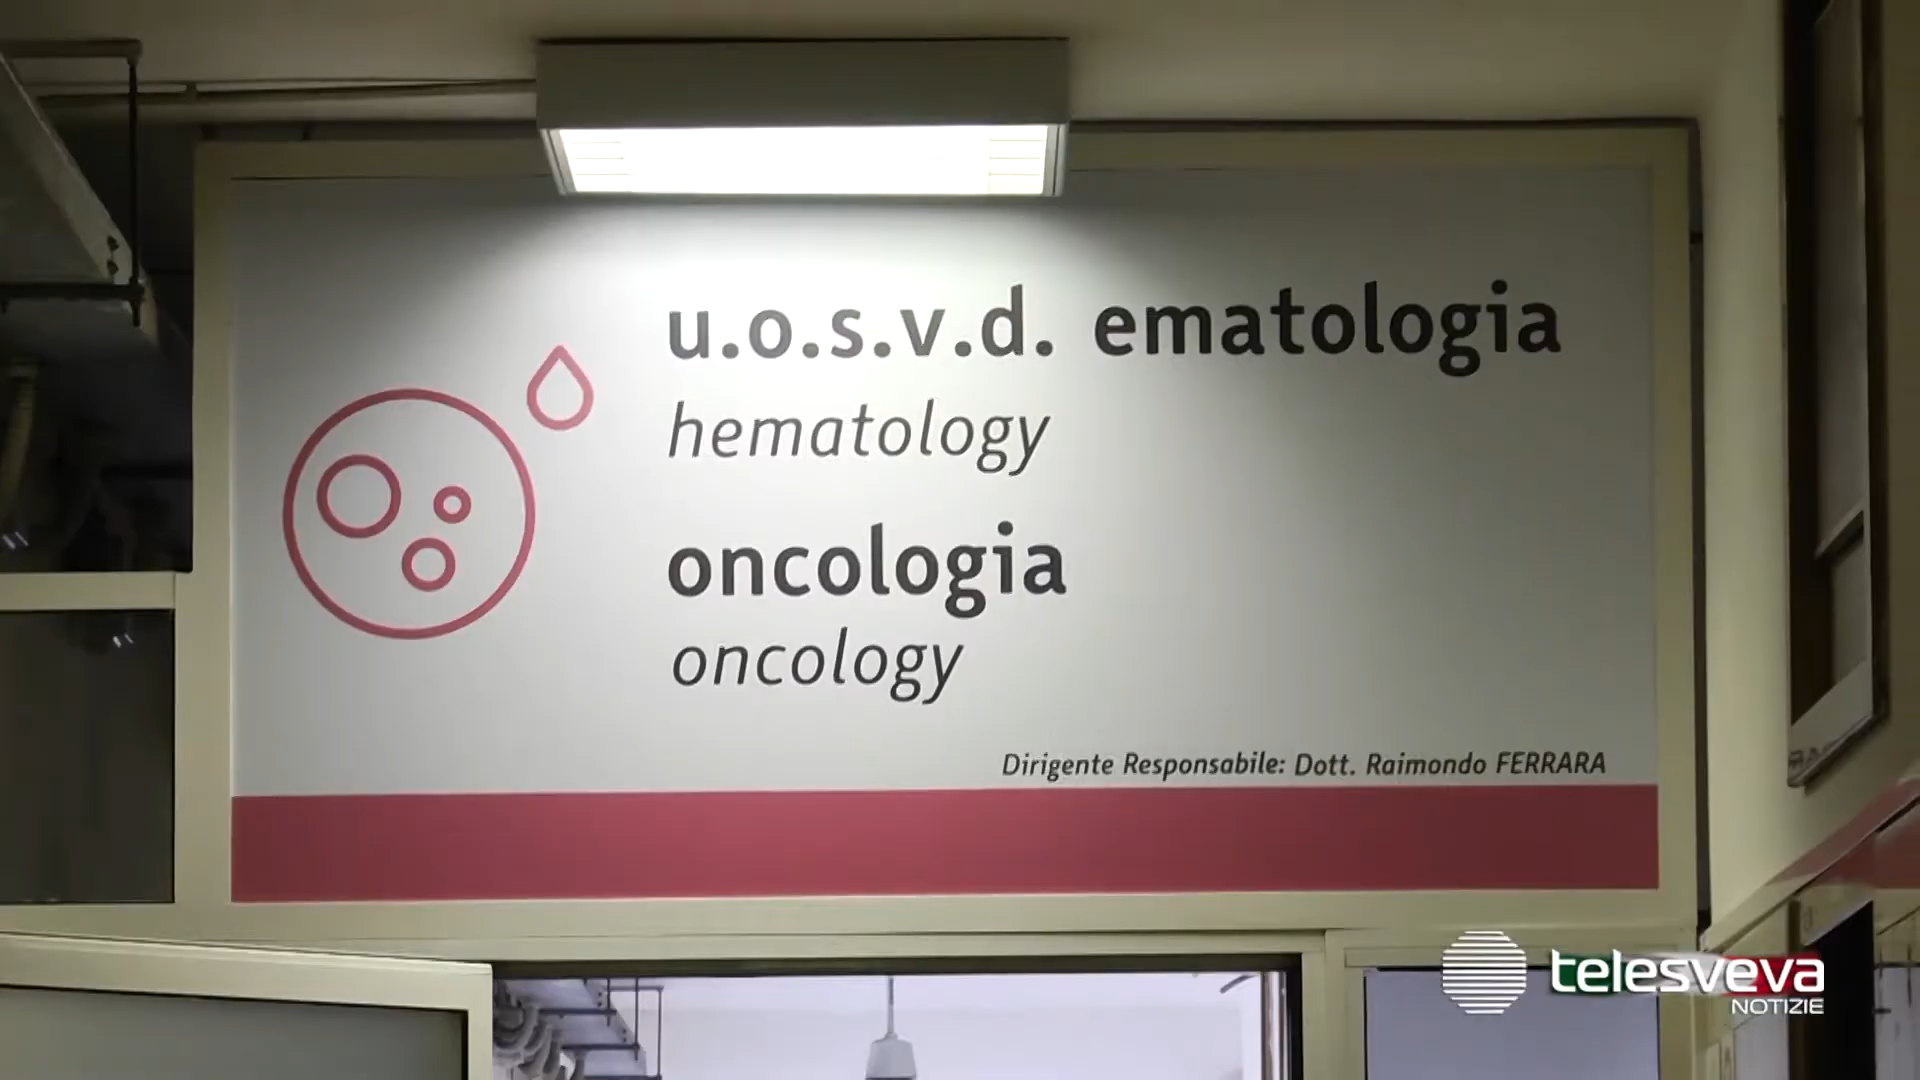 u.o.s.v.d. ematologia
hematology
oncologia
oncology
Dirigente Responsabile: Dott. Raimondo FERRARA
telesveva
NOTIZIE